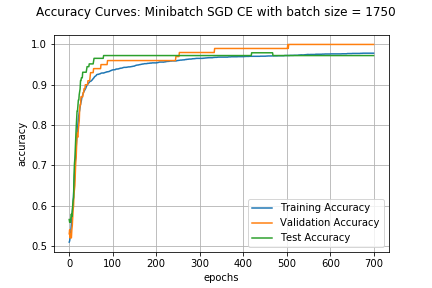 Accuracy Curves: Minibatch SGD CE with batch size = 1750
1.0
0.9
0.8
0.7
0.6
0.5
accuracy
0 100 200 300 400 500 600 700
epochs
Training Accuracy
Validation Accuracy
Test Accuracy